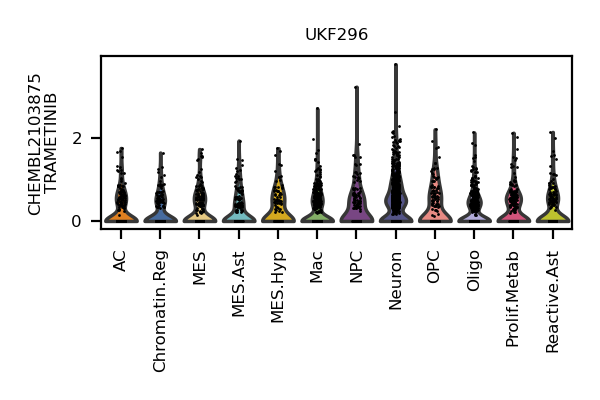 UKF296
CHEMBL2103875
TRAMETINIB
2
0
AC
Chromatin.Reg
MES
MES.Ast
MES.Hyp
Mac
NPC
Neuron
OPC
Oligo
Prolif.Metab
Reactive.Ast